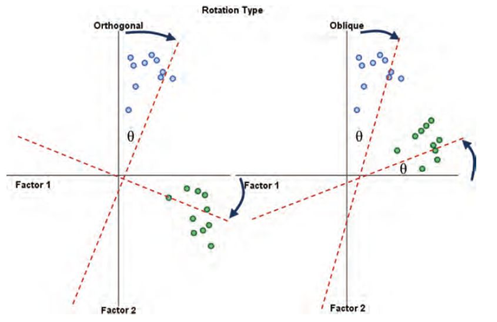 Rotation Type
Orthogonal
Oblique
θ
θ
θ
Factor 1
Factor 1
Factor 2
Factor 2